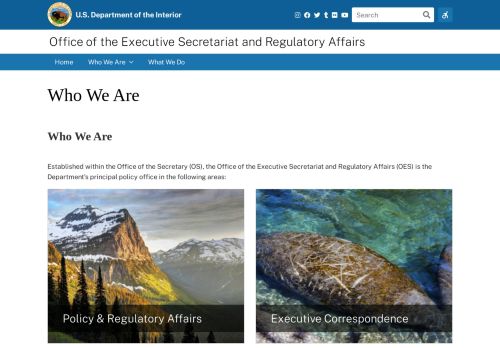 U.S. Department of the Interior
Search
Office of the Executive Secretariat and Regulatory Affairs
Home
Who We Are
What We Do
Who We Are
Who We Are
Established within the Office of the Secretary (OS), the Office of the Executive Secretariat and Regulatory Affairs (OES) is the
Department's principal policy office in the following areas:
Policy & Regulatory Affairs
Executive Correspondence